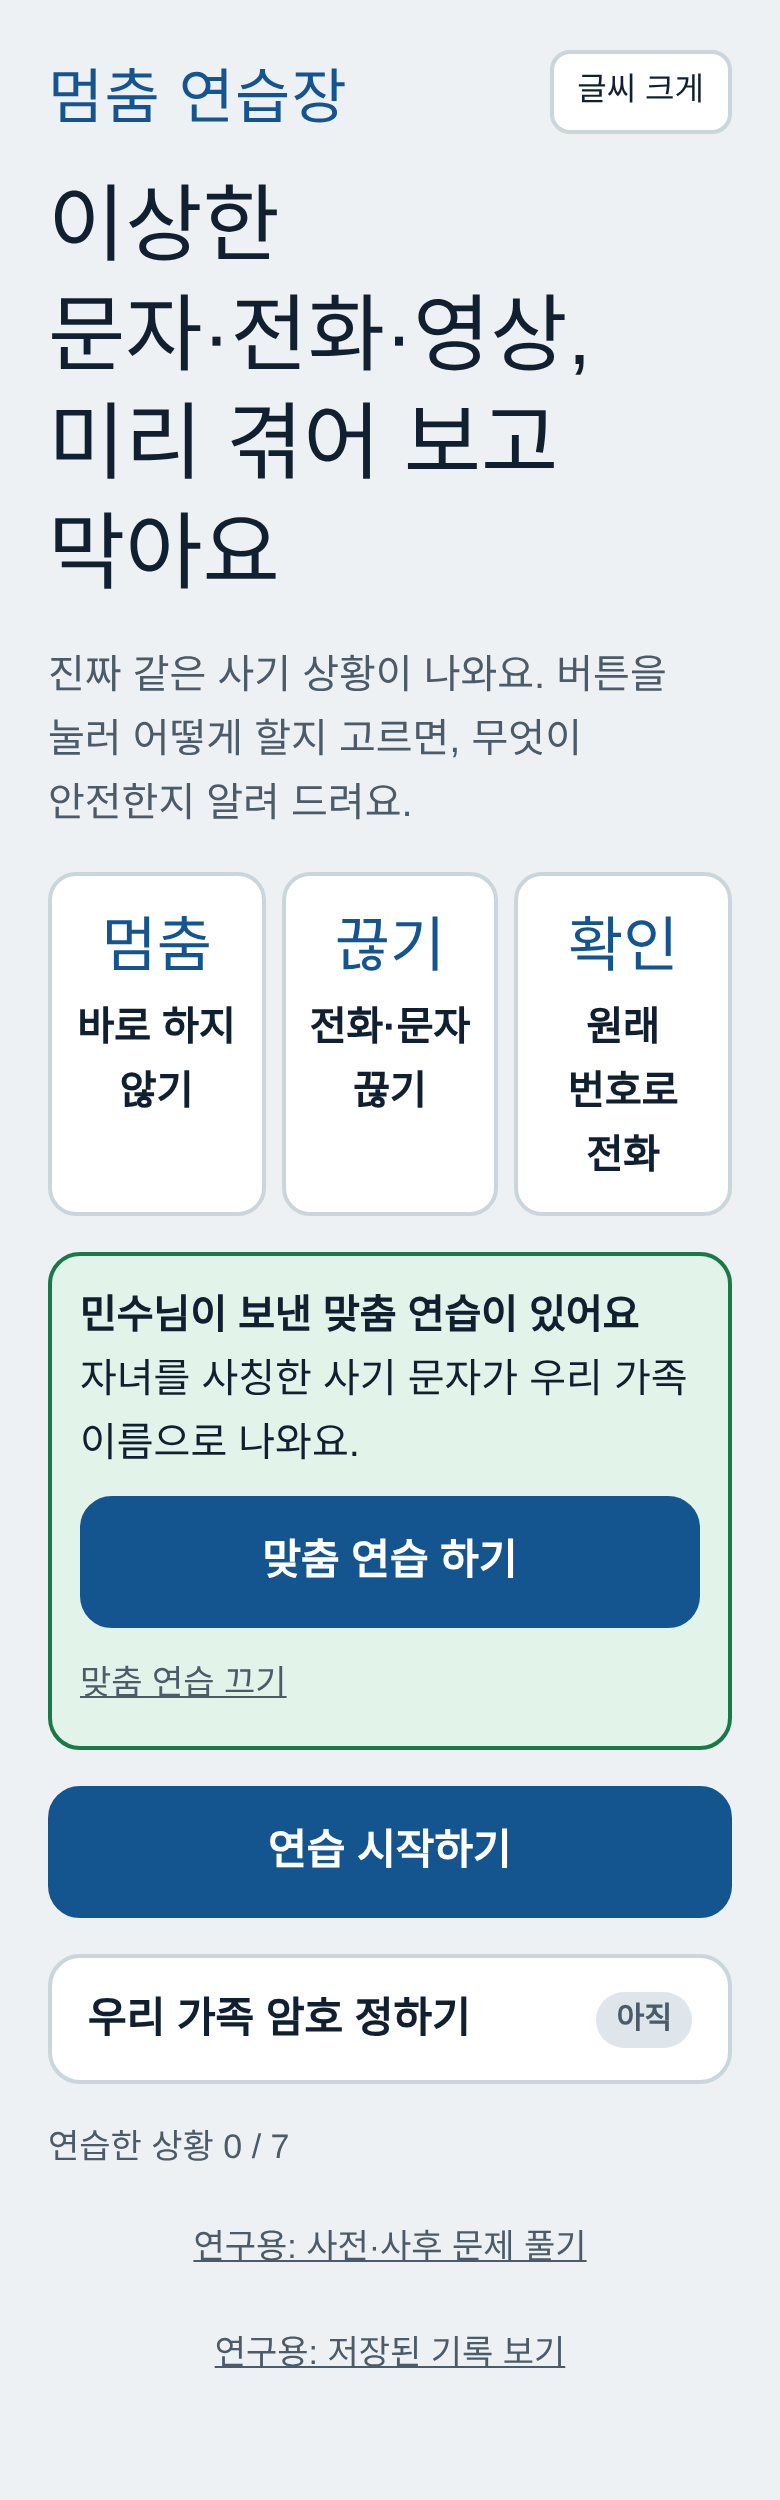 멈춤 연습장
글씨 크게
이상한
문자·전화·영상,
미리 겪어 보고
막아요
진짜 같은 사기 상황이 나와요. 버튼을
눌러 어떻게 할지 고르면, 무엇이
안전한지 알려 드려요.
멈춤
바로 하지
않기
끊기
전화·문자
끊기
확인
원래
번호로
전화
민수님이 보낸 맞춤 연습이 있어요
자녀를 사칭한 사기 문자가 우리 가족
이름으로 나와요.
맞춤 연습 하기
맞춤 연습 끄기
연습 시작하기
우리 가족 암호 정하기
아직
연습한 상황 0 / 7
연구용: 사전·사후 문제 풀기
연구용: 저장된 기록 보기